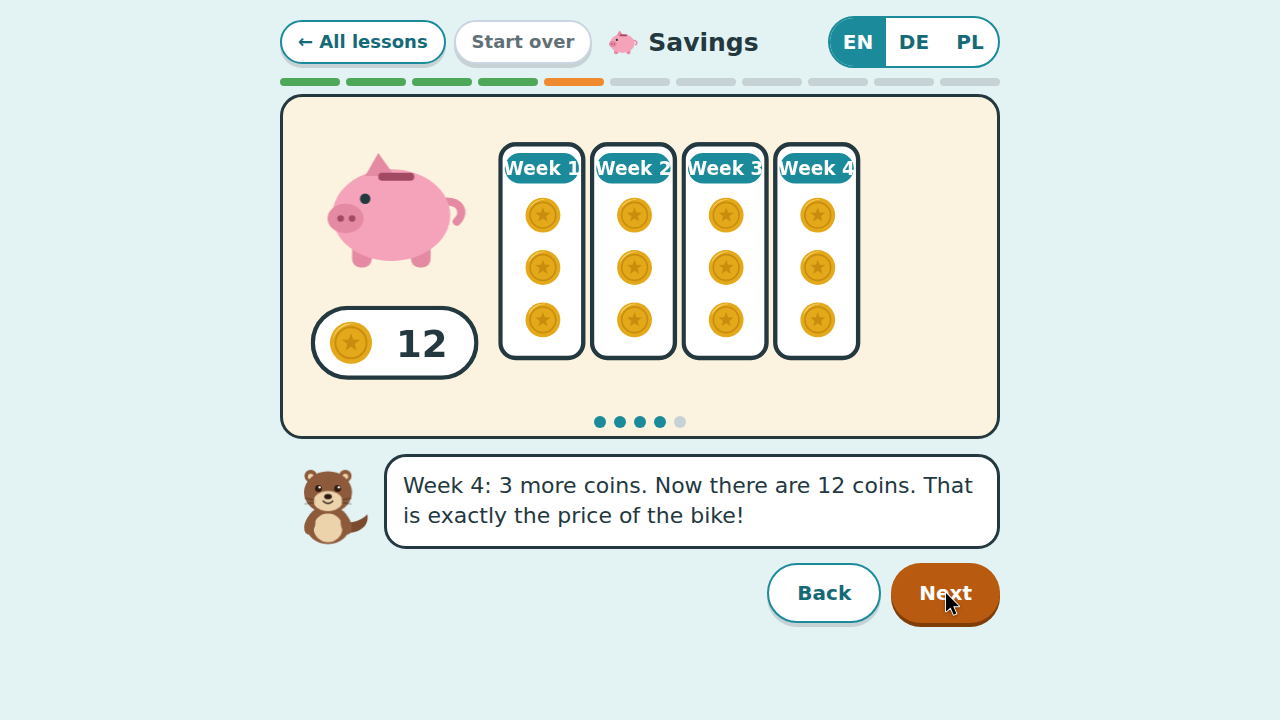 ← All lessons
Start over
Savings
EN
DE
PL
Week 1
Week 2
Week 3
Week 4
12
Week 4: 3 more coins. Now there are 12 coins. That
is exactly the price of the bike!
Back
Next